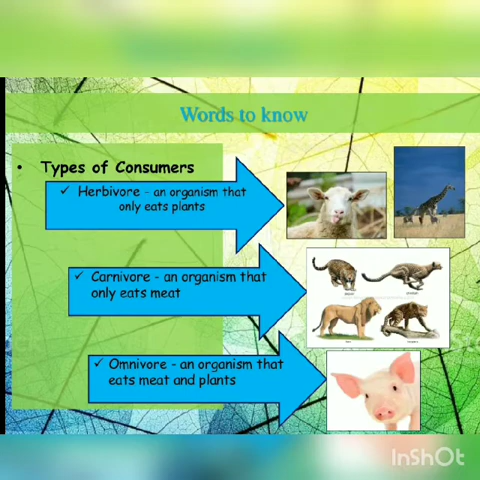 Words to know
• Types of Consumers
✓ Herbivore - an organism that
only eats plants
✓ Carnivore - an organism that
only eats meat
✓ Omnivore - an organism that
eats meat and plants
InShOt